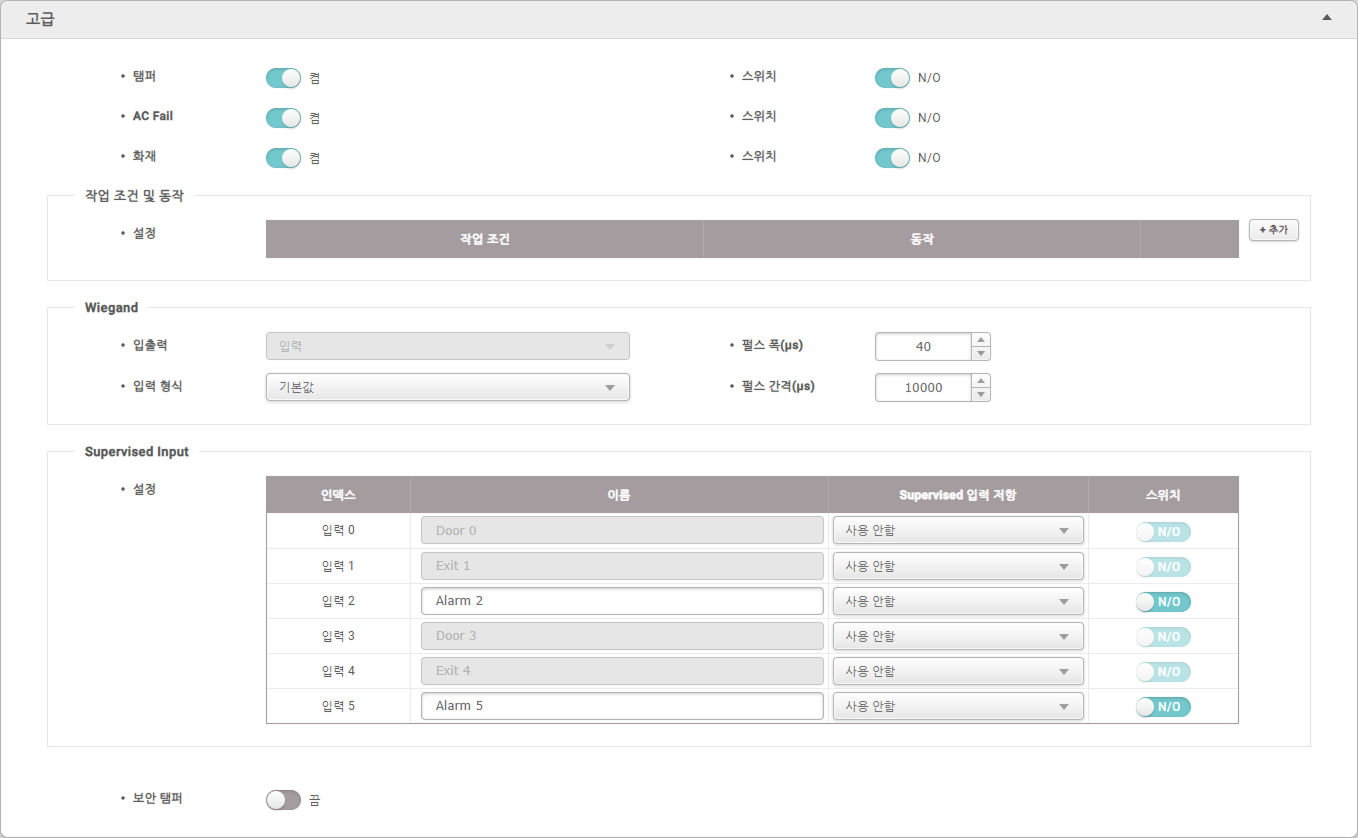 고급
탬퍼 켬 스위치 N/O
AC Fail 켬 스위치 N/O
화재 켬 스위치 N/O
작업 조건 및 동작
설정 작업 조건 동작 + 추가
Wiegand
입출력 입력 펄스 폭(μs) 40
입력 형식 기본값 펄스 간격(μs) 10000
Supervised Input
설정 인덱스 이름 Supervised 입력 저항 스위치
입력 0 Door 0 사용 안함 N/O
입력 1 Exit 1 사용 안함 N/O
입력 2 Alarm 2 사용 안함 N/O
입력 3 Door 3 사용 안함 N/O
입력 4 Exit 4 사용 안함 N/O
입력 5 Alarm 5 사용 안함 N/O
보안 탬퍼 끔